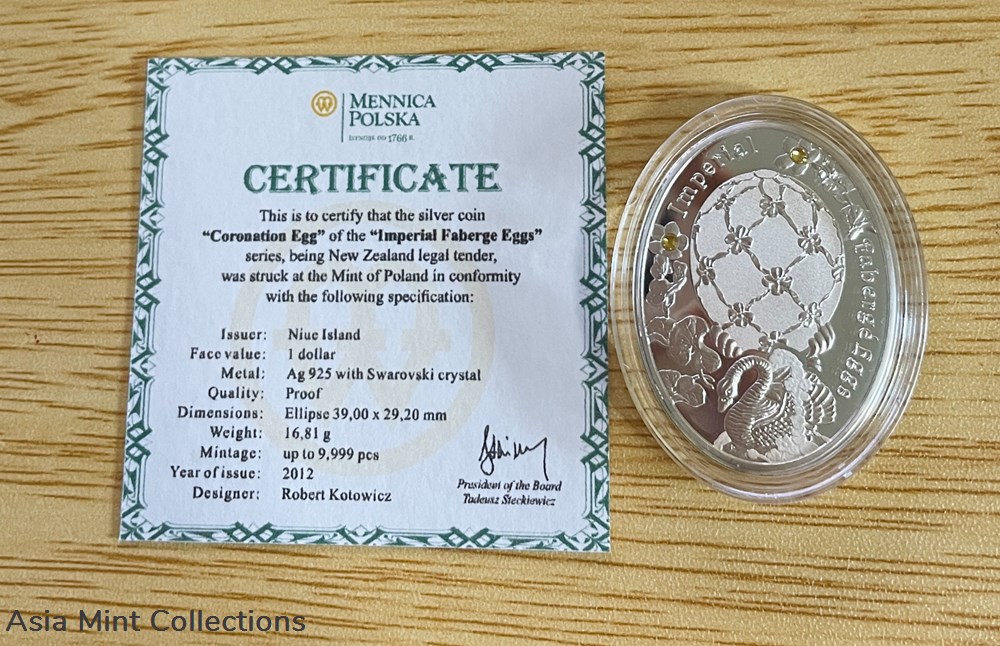 MENNICA
POLSKA
ISTNIEJE OD 1766 R.
CERTIFICATE
This is to certify that the silver coin
“Coronation Egg” of the “Imperial Faberge Eggs”
series, being New Zealand legal tender,
was struck at the Mint of Poland in conformity
with the following specification:
Issuer: Niue Island
Face value: 1 dollar
Metal: Ag 925 with Swarovski crystal
Quality: Proof
Dimensions: Ellipse 39,00 x 29,20 mm
Weight: 16,81 g
Mintage: up to 9,999 pcs
Year of issue: 2012
Designer: Robert Kotowicz
President of the Board
Tadeusz Steckiewicz
Imperial
Fabergé Eggs
Asia Mint Collections